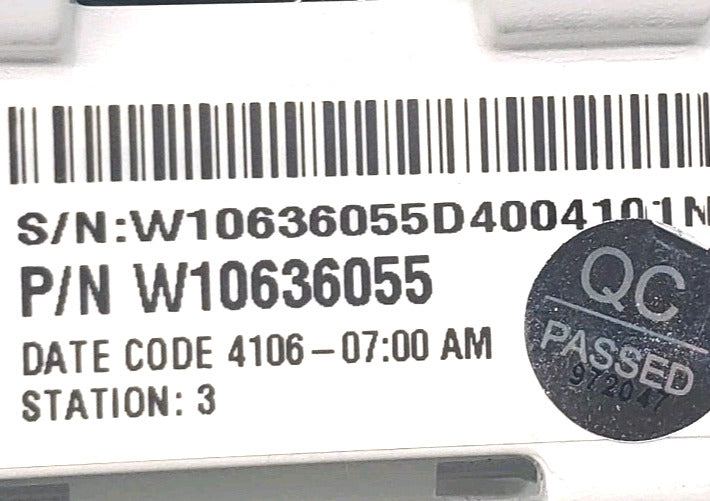 S/N:W10636055D4004101N
P/N W10636055
DATE CODE 4106-07:00 AM
STATION: 3
QC
PASSED
972047